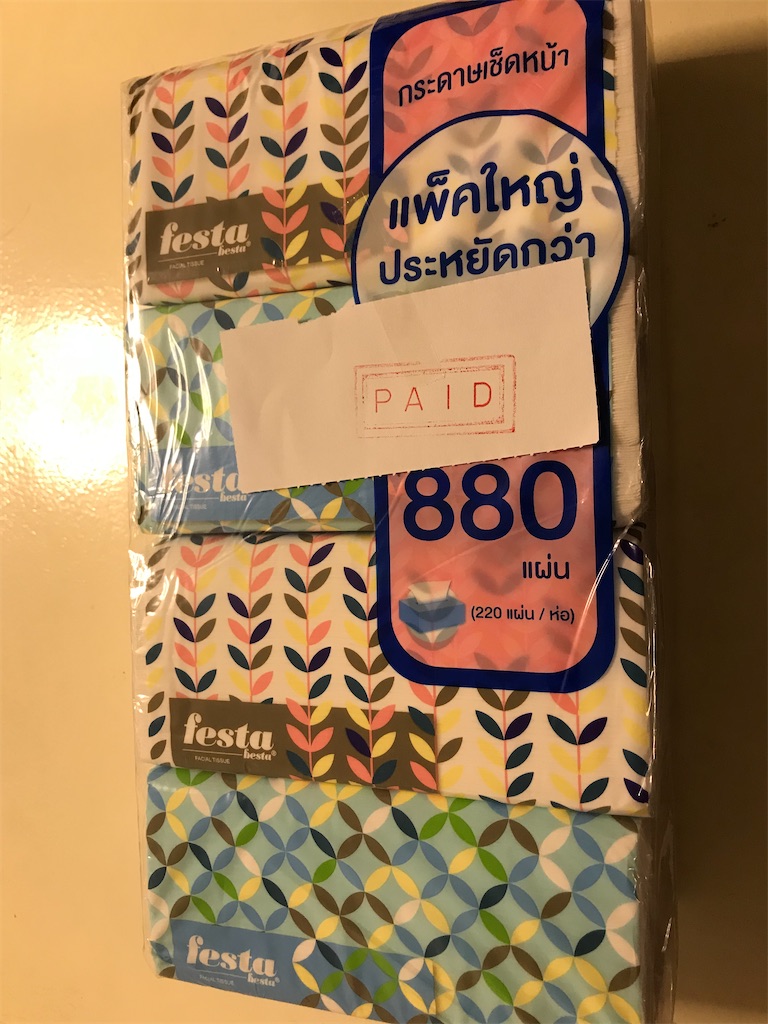 กระดาษเช็ดหน้า
แพ็คใหญ่
ประหยัดกว่า
festa
besta®
FACIAL TISSUE
PAID
festa
besta®
880
แผ่น
(220 แผ่น / ห่อ)
festa
besta®
FACIAL TISSUE
festa
besta®
FACIAL TISSUE